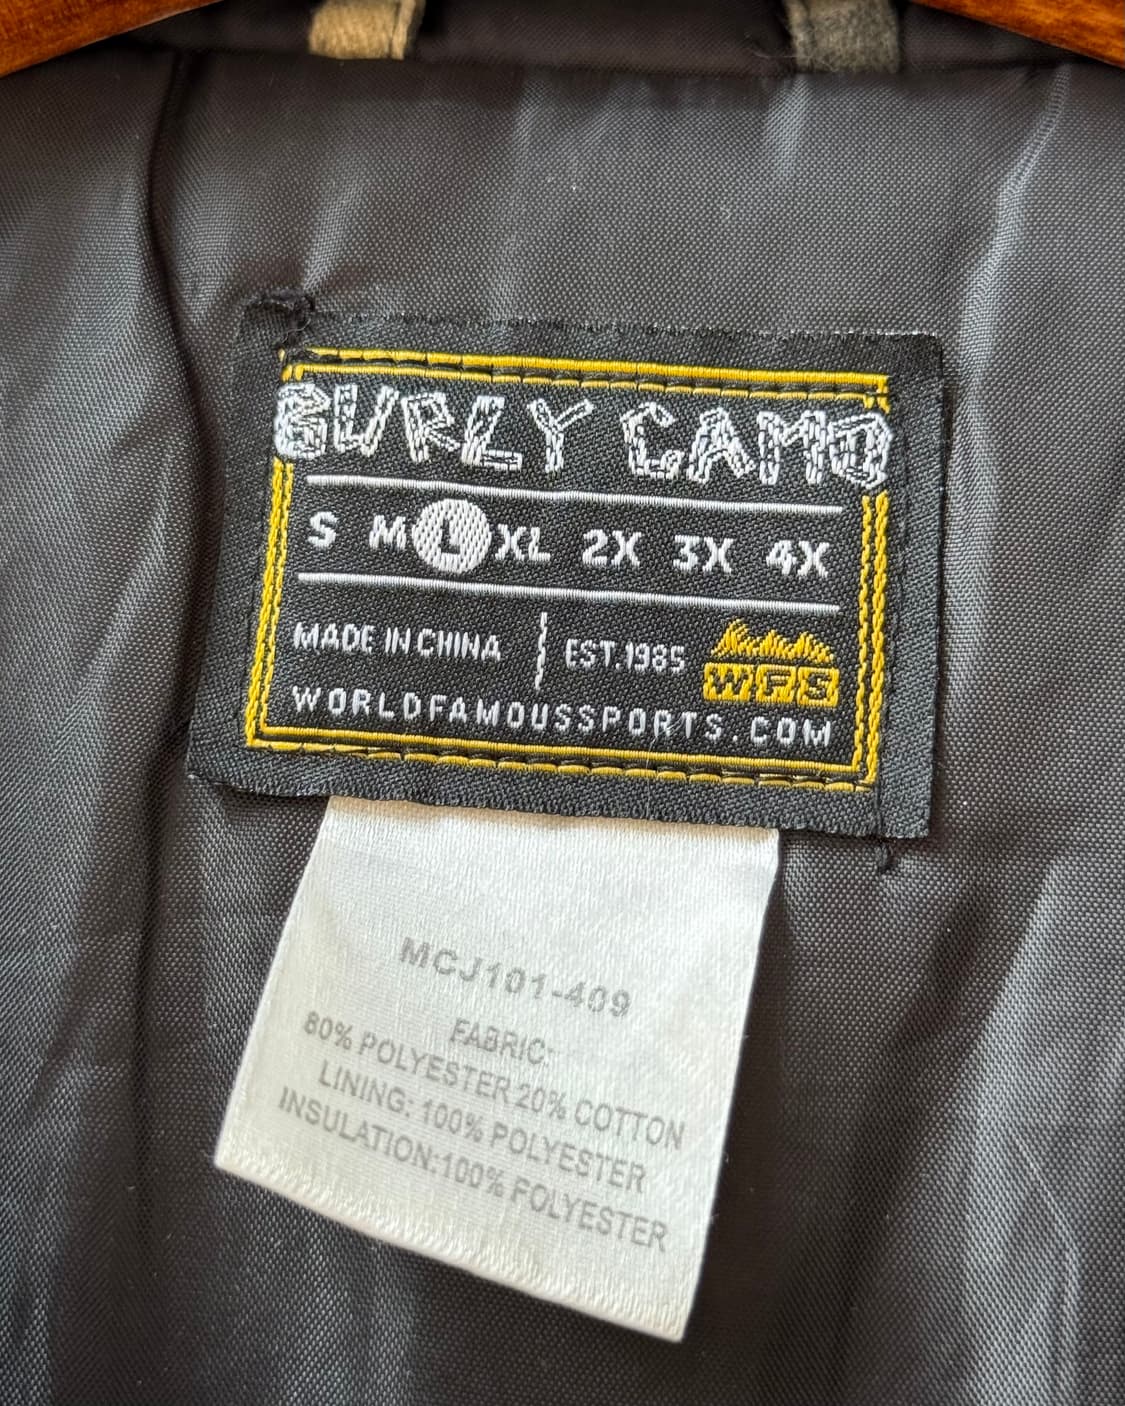 BURLY CAMO
S M L XL 2X 3X 4X
MADE IN CHINA | EST.1985 WFS
WORLDFAMOUSSPORTS.COM
MCJ101-409
FABRIC:
80% POLYESTER 20% COTTON
LINING: 100% POLYESTER
INSULATION:100% POLYESTER